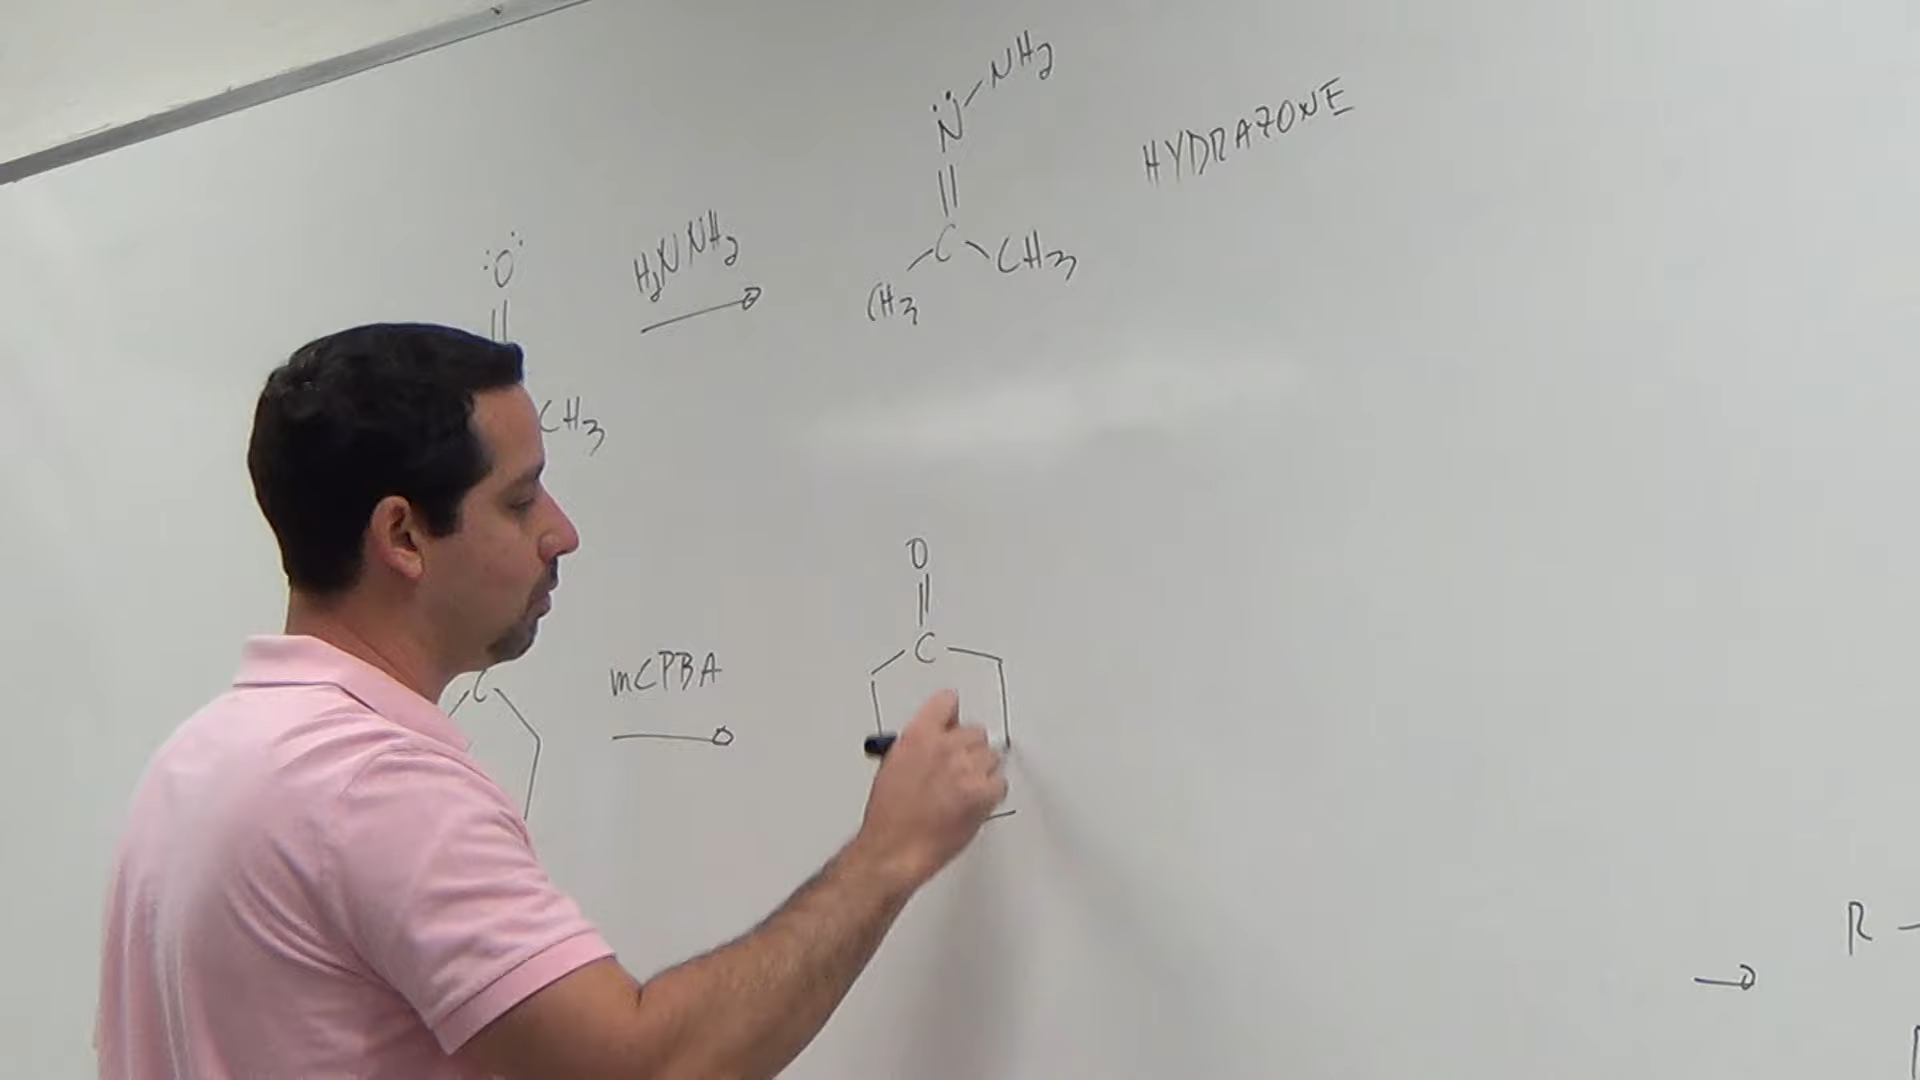 NH2
N
HYDRAZONE
H2NNH2
O
C
CH3
CH3
CH3
O
C
mCPBA
C
R